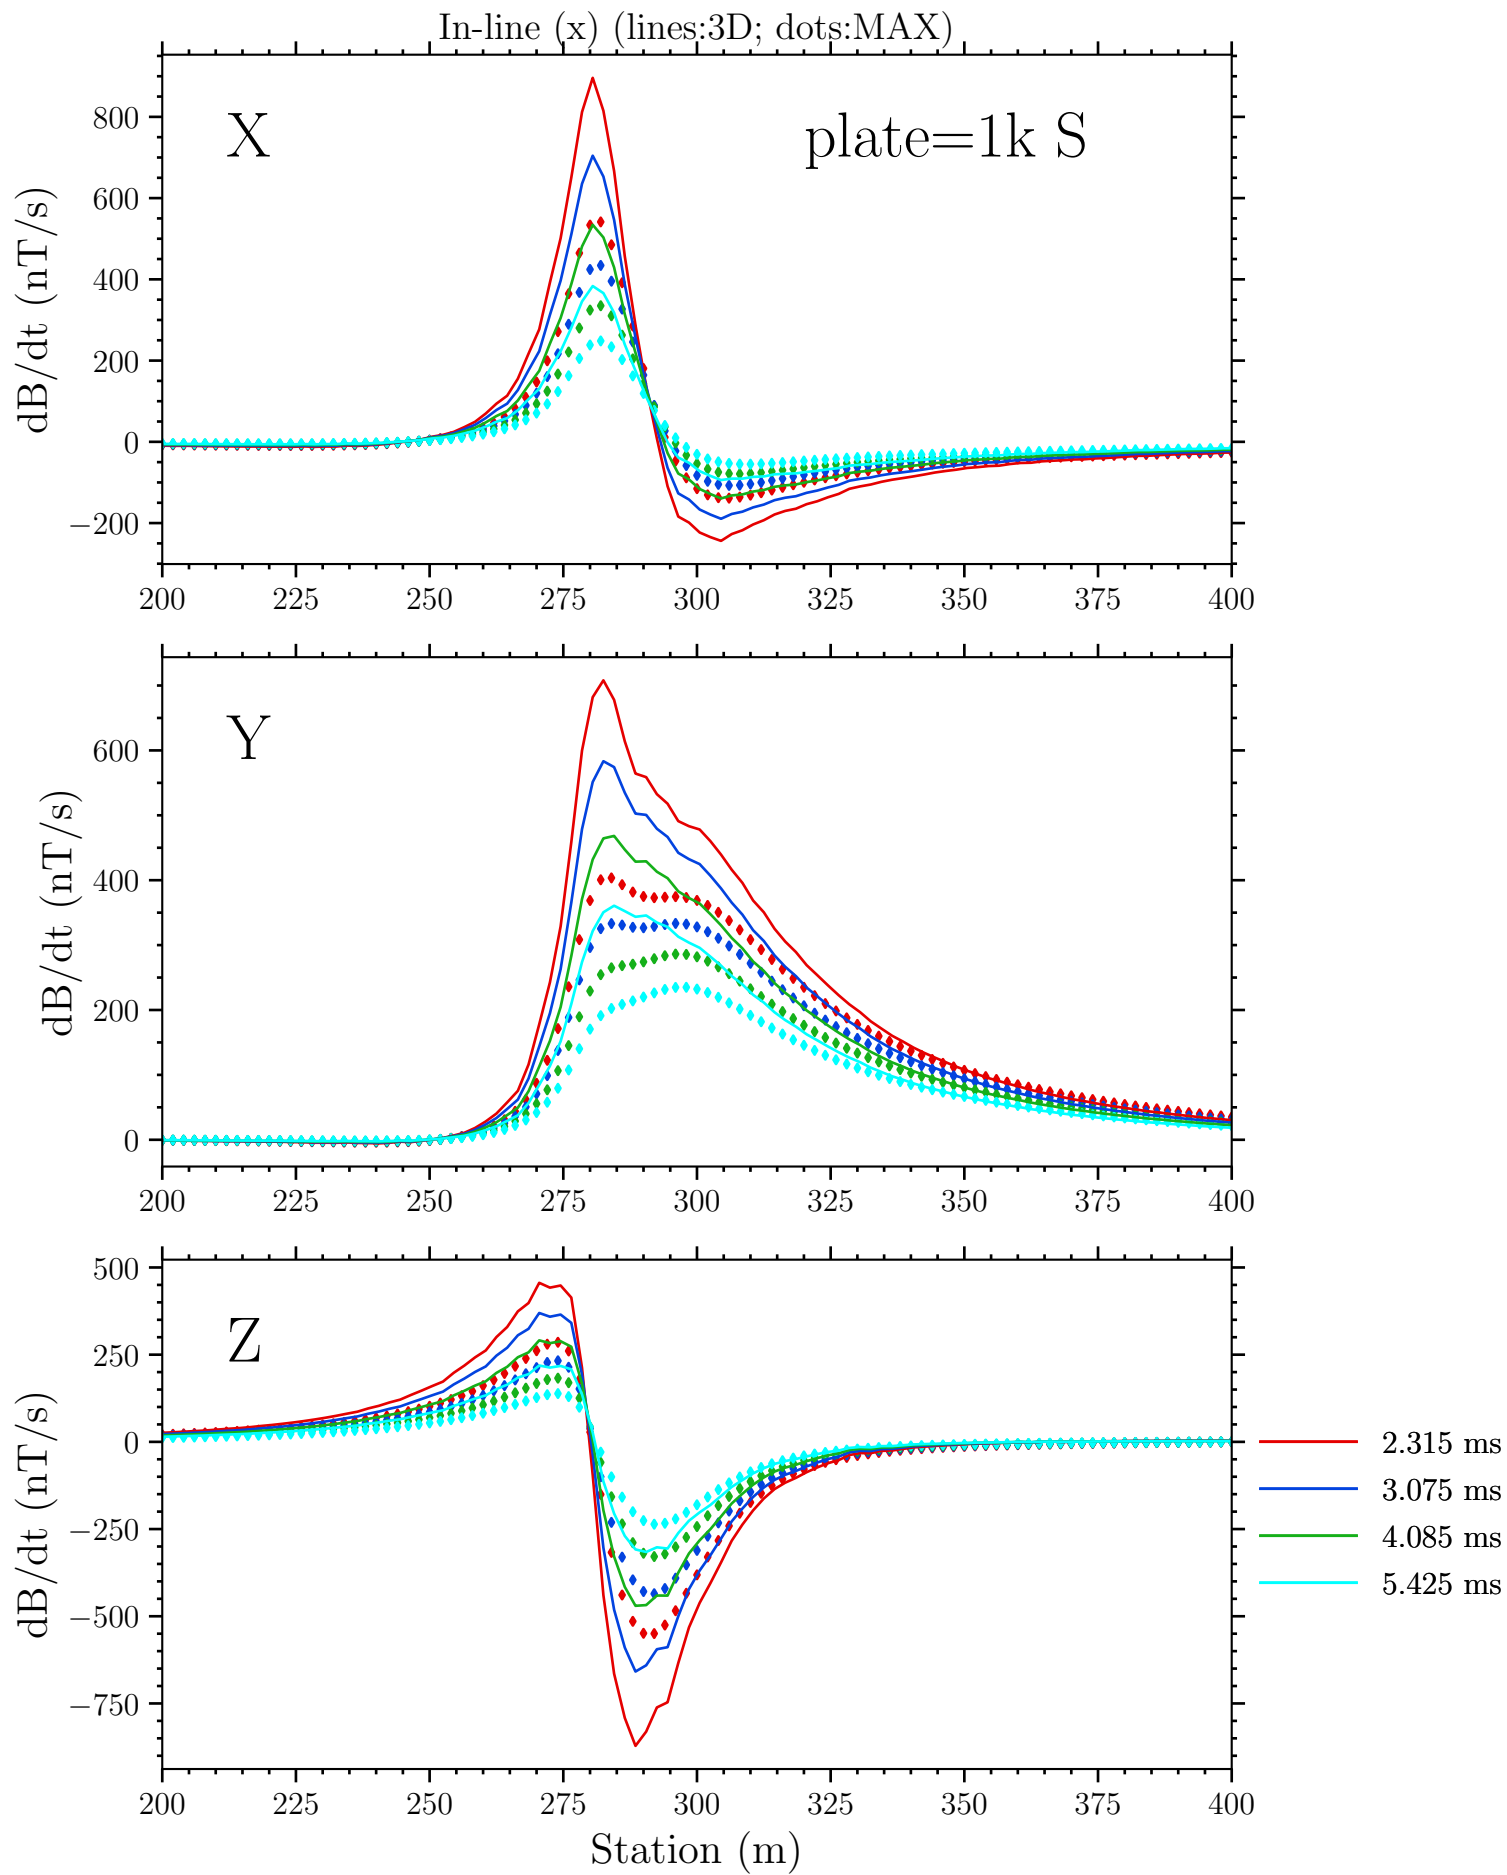 In-line (x) (lines:3D; dots:MAX)
X
plate=1k S
dB/dt (nT/s)
800
600
400
200
0
−200
200 225 250 275 300 325 350 375 400
Y
dB/dt (nT/s)
600
400
200
0
200 225 250 275 300 325 350 375 400
Z
dB/dt (nT/s)
500
250
0
−250
−500
−750
200 225 250 275 300 325 350 375 400
Station (m)
2.315 ms
3.075 ms
4.085 ms
5.425 ms